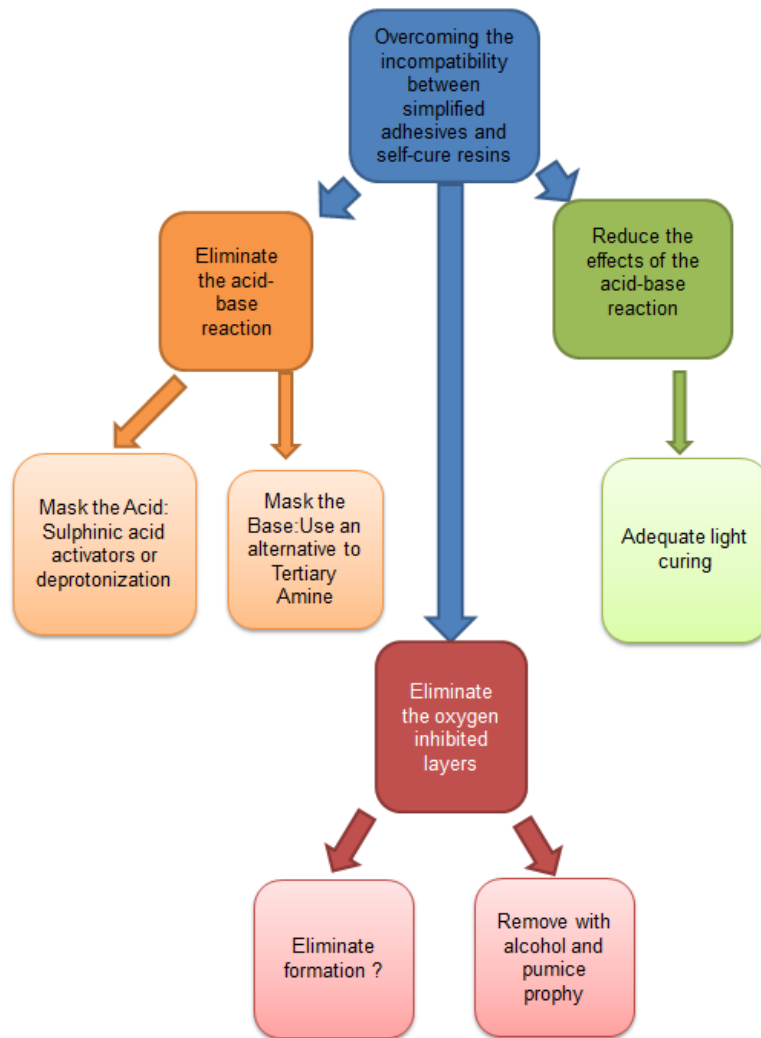 Overcoming the
incompatibility
between
simplified
adhesives and
self-cure resins
Eliminate
the acid-
base
reaction
Reduce the
effects of the
acid-base
reaction
Mask the Acid:
Sulphinic acid
activators or
deprotonization
Mask the
Base:Use an
alternative to
Tertiary
Amine
Adequate light
curing
Eliminate
the oxygen
inhibited
layers
Eliminate
formation ?
Remove with
alcohol and
pumice
prophy